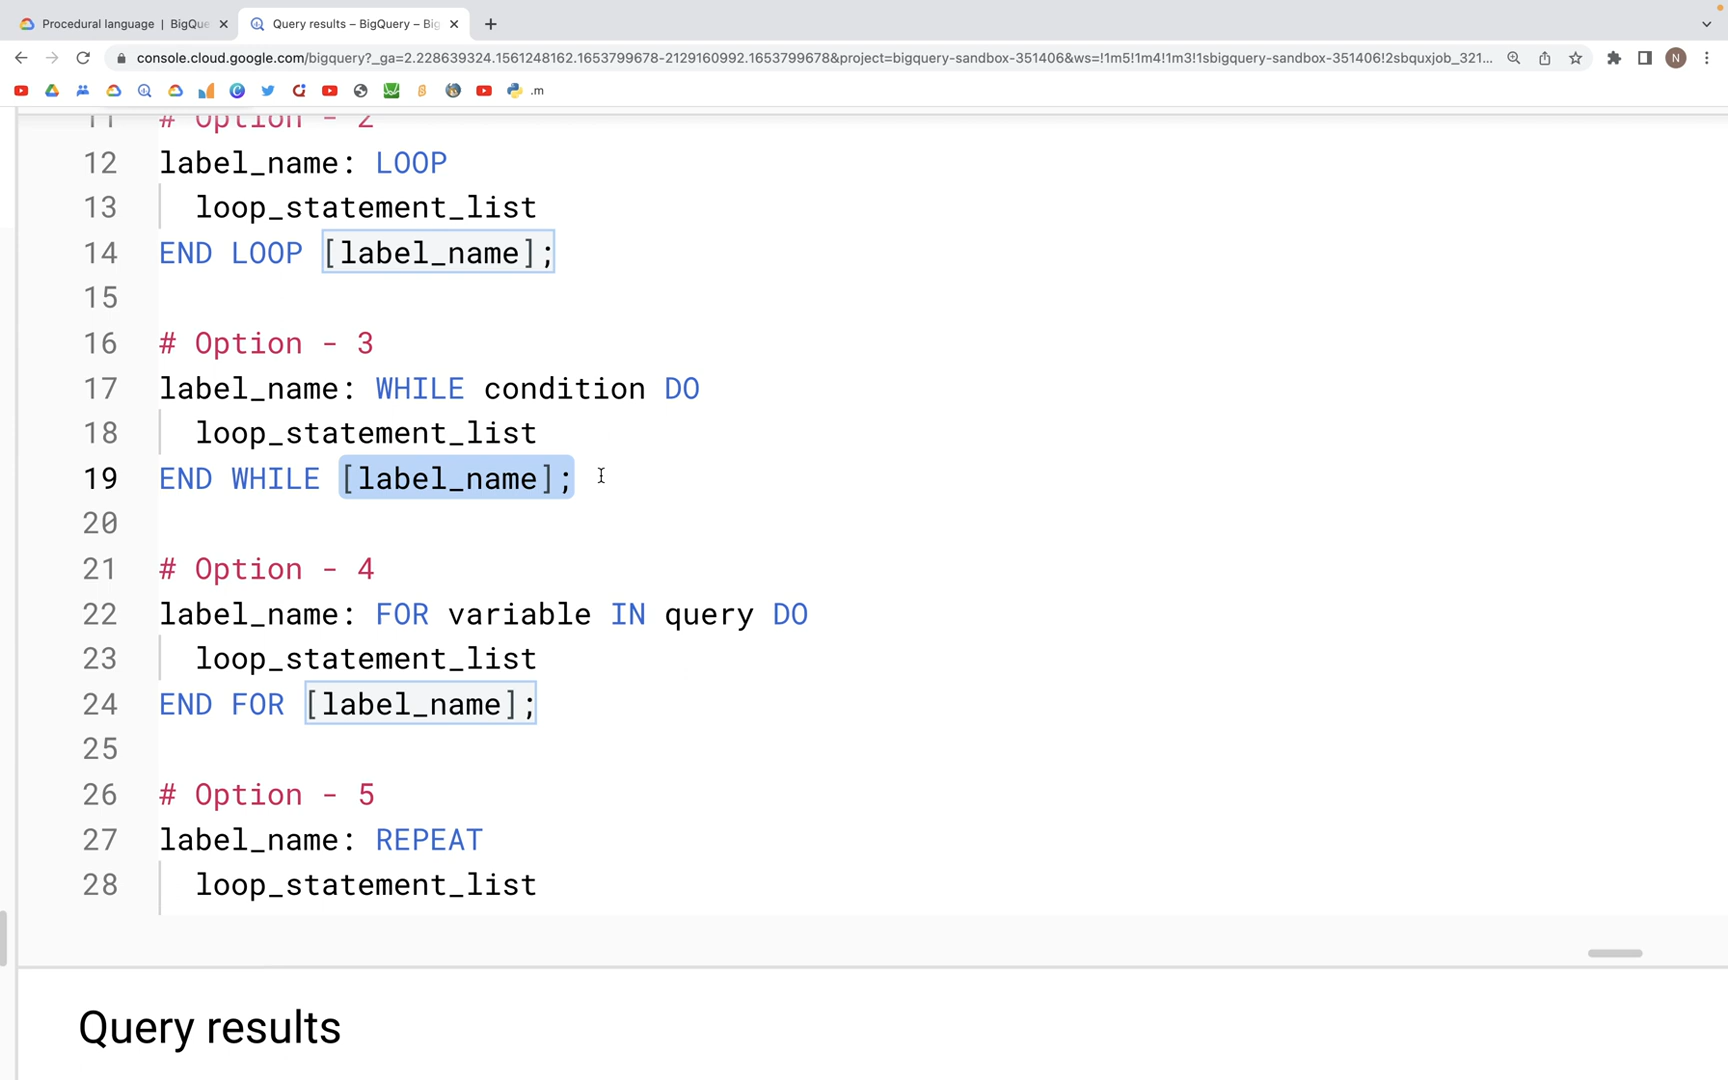 Procedural language | BigQue
Query results – BigQuery – Big
console.cloud.google.com/bigquery?_ga=2.228639324.1561248162.1653799678-2129160992.1653799678&project=bigquery-sandbox-351406&ws=!1m5!1m4!1m3!1sbigquery-sandbox-351406!2sbquxjob_321...
N
.m
11 # Option - 2
12 label_name: LOOP
13 loop_statement_list
14 END LOOP [label_name];
15
16 # Option - 3
17 label_name: WHILE condition DO
18 loop_statement_list
19 END WHILE [label_name];
20
21 # Option - 4
22 label_name: FOR variable IN query DO
23 loop_statement_list
24 END FOR [label_name];
25
26 # Option - 5
27 label_name: REPEAT
28 loop_statement_list
Query results